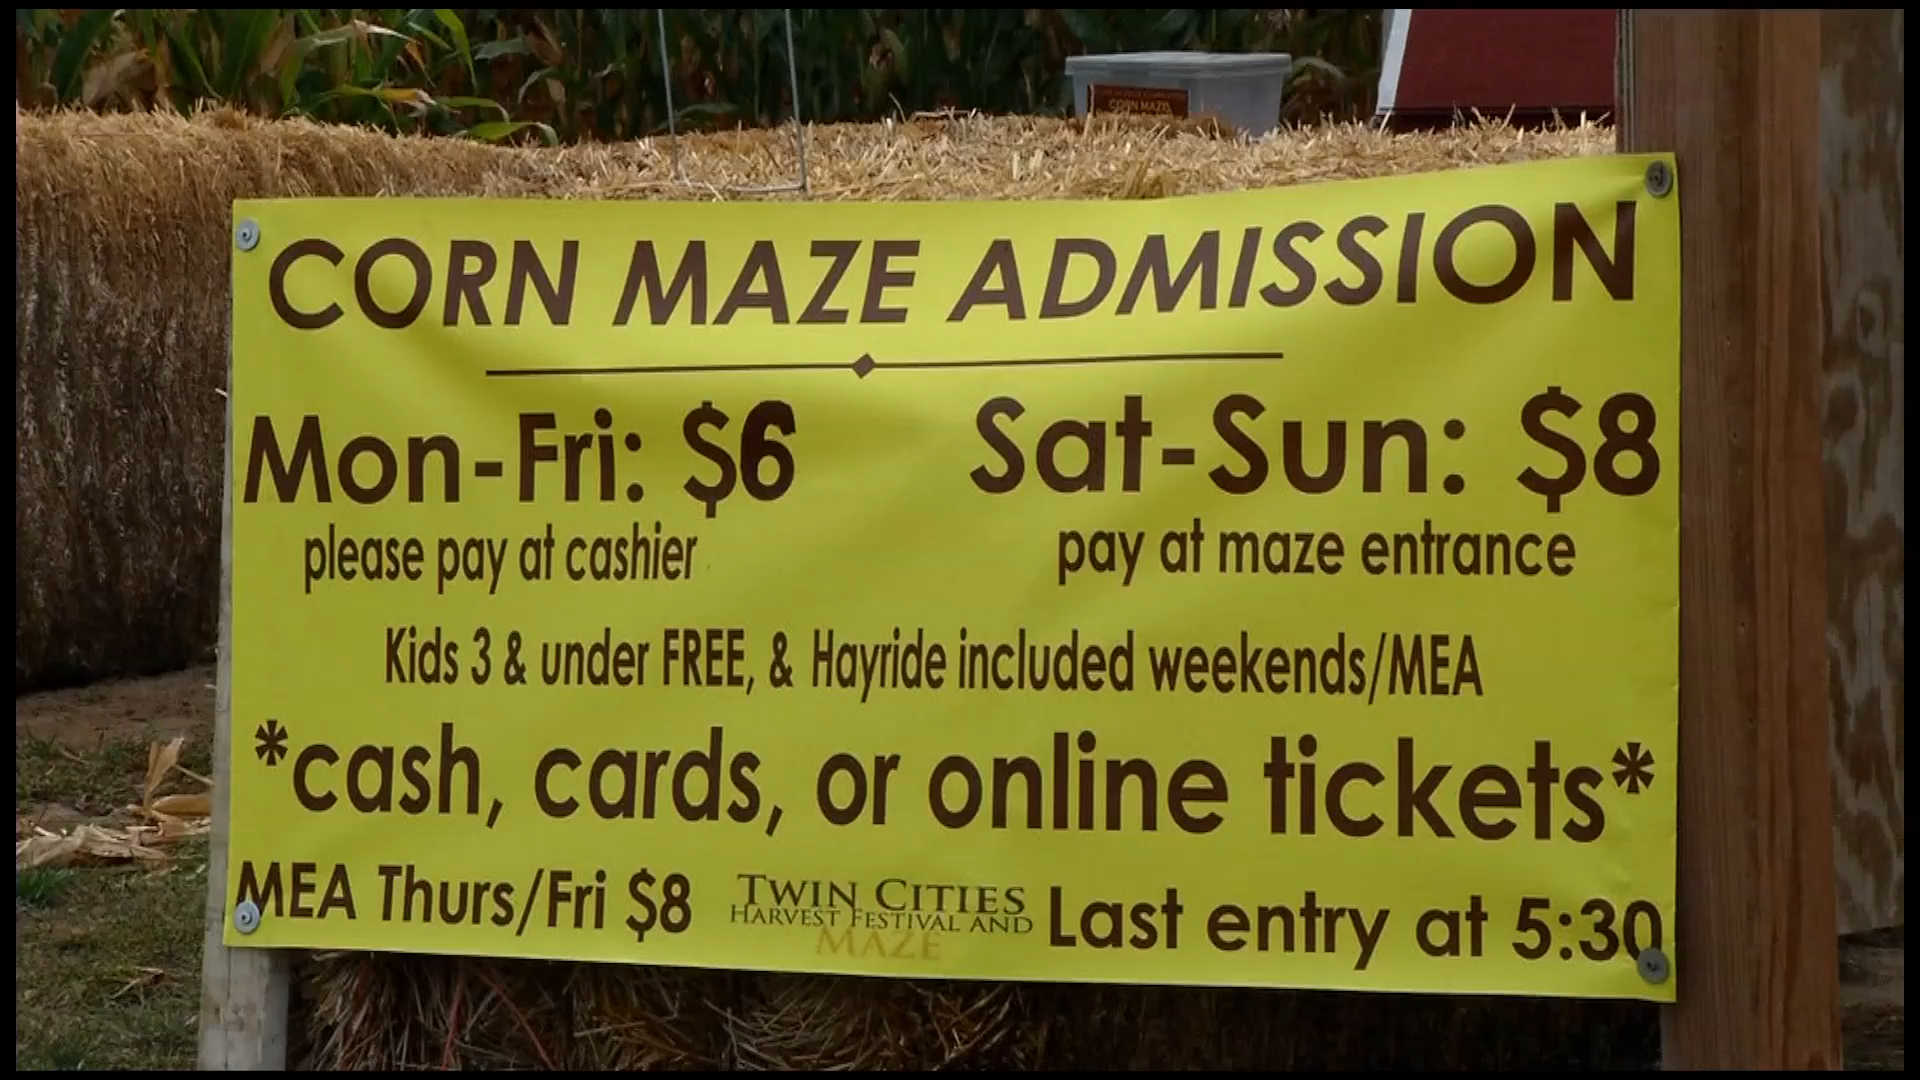 CORN MAZE
CORN MAZE ADMISSION
Mon-Fri: $6 Sat-Sun: $8
please pay at cashier pay at maze entrance
Kids 3 & under FREE, & Hayride included weekends/MEA
*cash, cards, or online tickets*
MEA Thurs/Fri $8 TWIN CITIES Last entry at 5:30
HARVEST FESTIVAL AND
MAZE